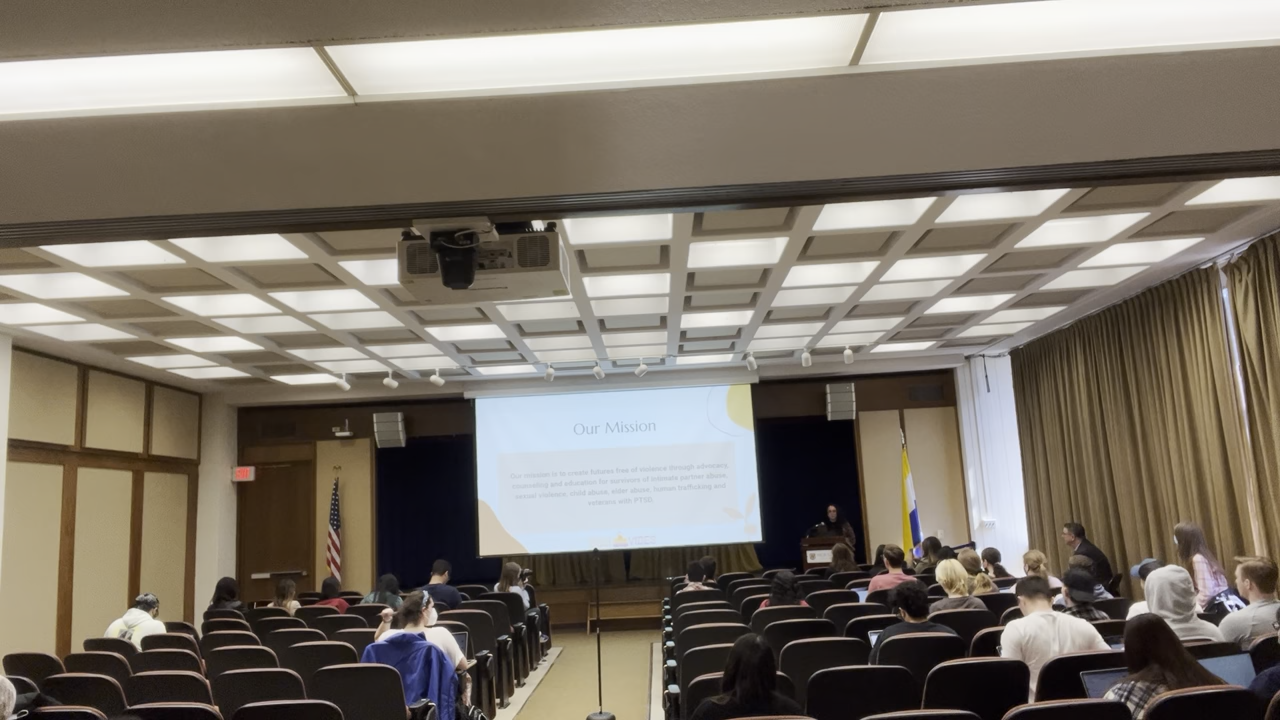 Our Mission
Our mission is to create futures free of violence through advocacy,
counseling and education for survivors of intimate partner abuse,
sexual violence, child abuse, elder abuse, human trafficking and
veterans with PTSD.